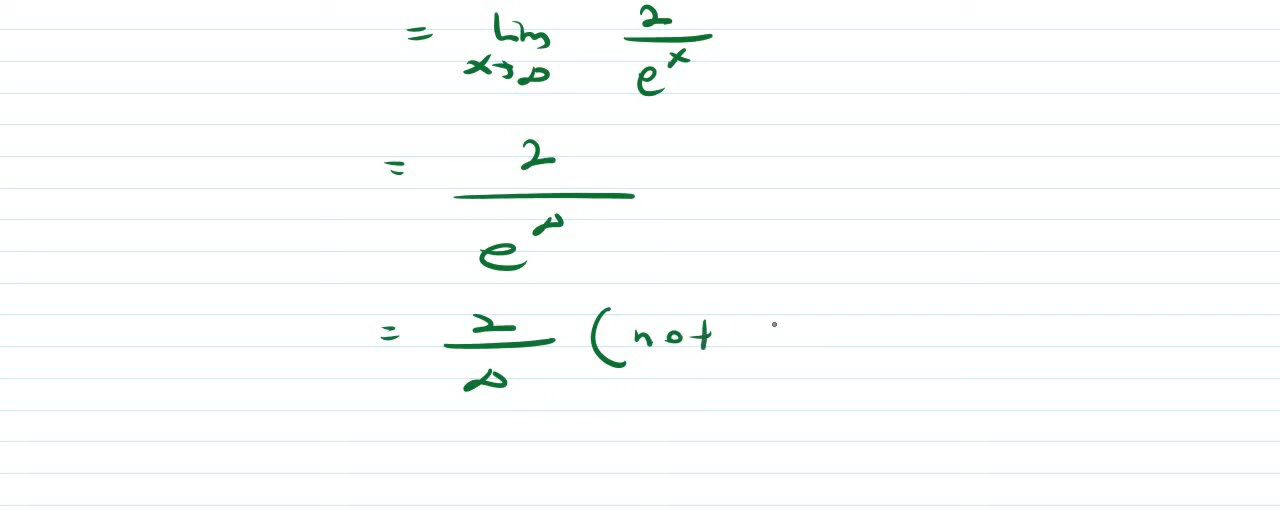 = lim x→∞ 2/e^x
= 2/e^∞
= 2/∞ (not